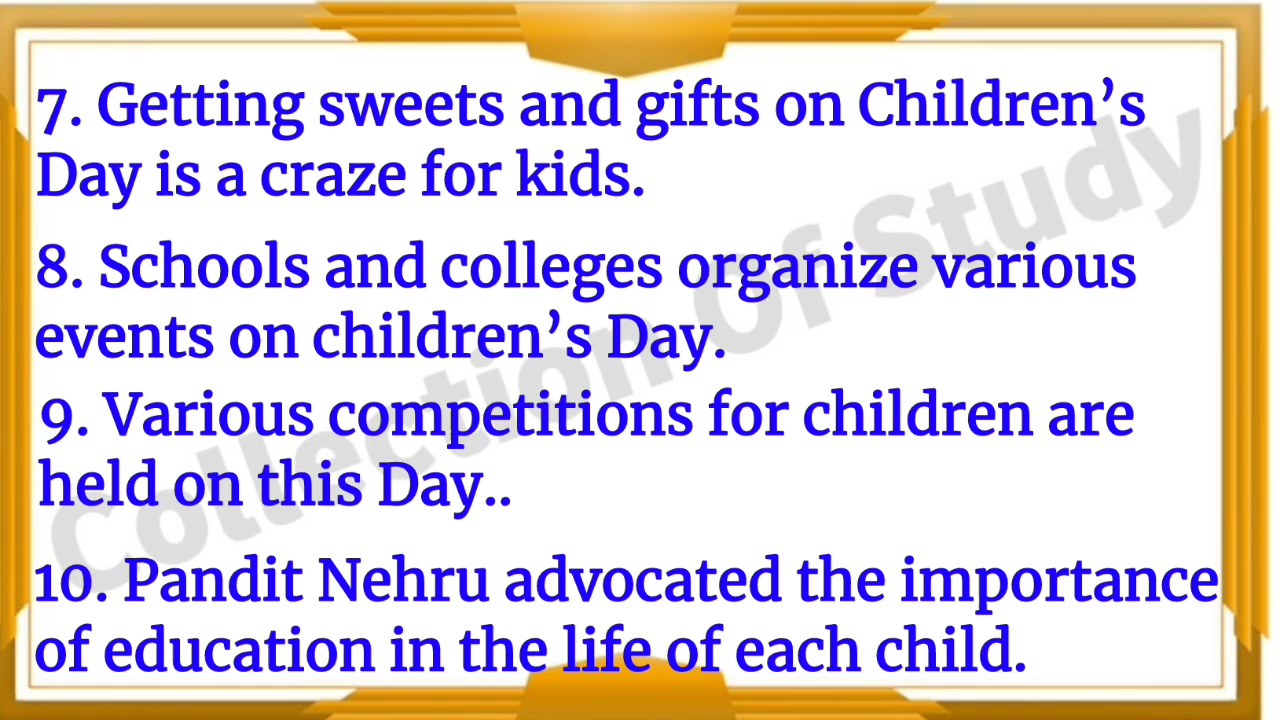 7. Getting sweets and gifts on Children’s
Day is a craze for kids.
8. Schools and colleges organize various
events on children’s Day.
9. Various competitions for children are
held on this Day..
10. Pandit Nehru advocated the importance
of education in the life of each child.
Collection Of Study